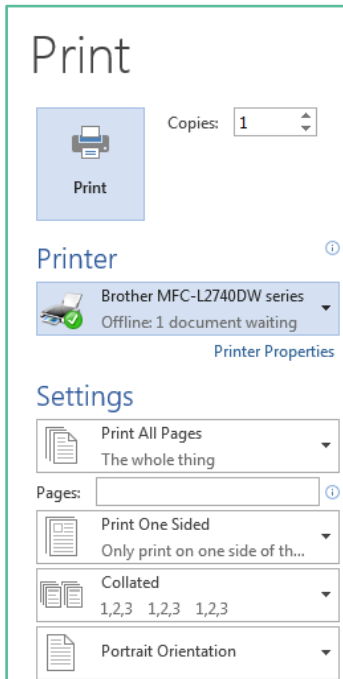 Print
Copies: 1
Print
Printer
Brother MFC-L2740DW series
Offline: 1 document waiting
Printer Properties
Settings
Print All Pages
The whole thing
Pages:
Print One Sided
Only print on one side of th...
Collated
1,2,3 1,2,3 1,2,3
Portrait Orientation